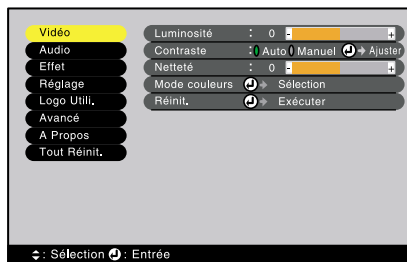 Vidéo
Audio
Effet
Réglage
Logo Utili.
Avancé
A Propos
Tout Réinit.
Luminosité : 0 - +
Contraste : Auto Manuel Ajuster
Netteté : 0 - +
Mode couleurs Sélection
Réinit. Exécuter
: Sélection : Entrée